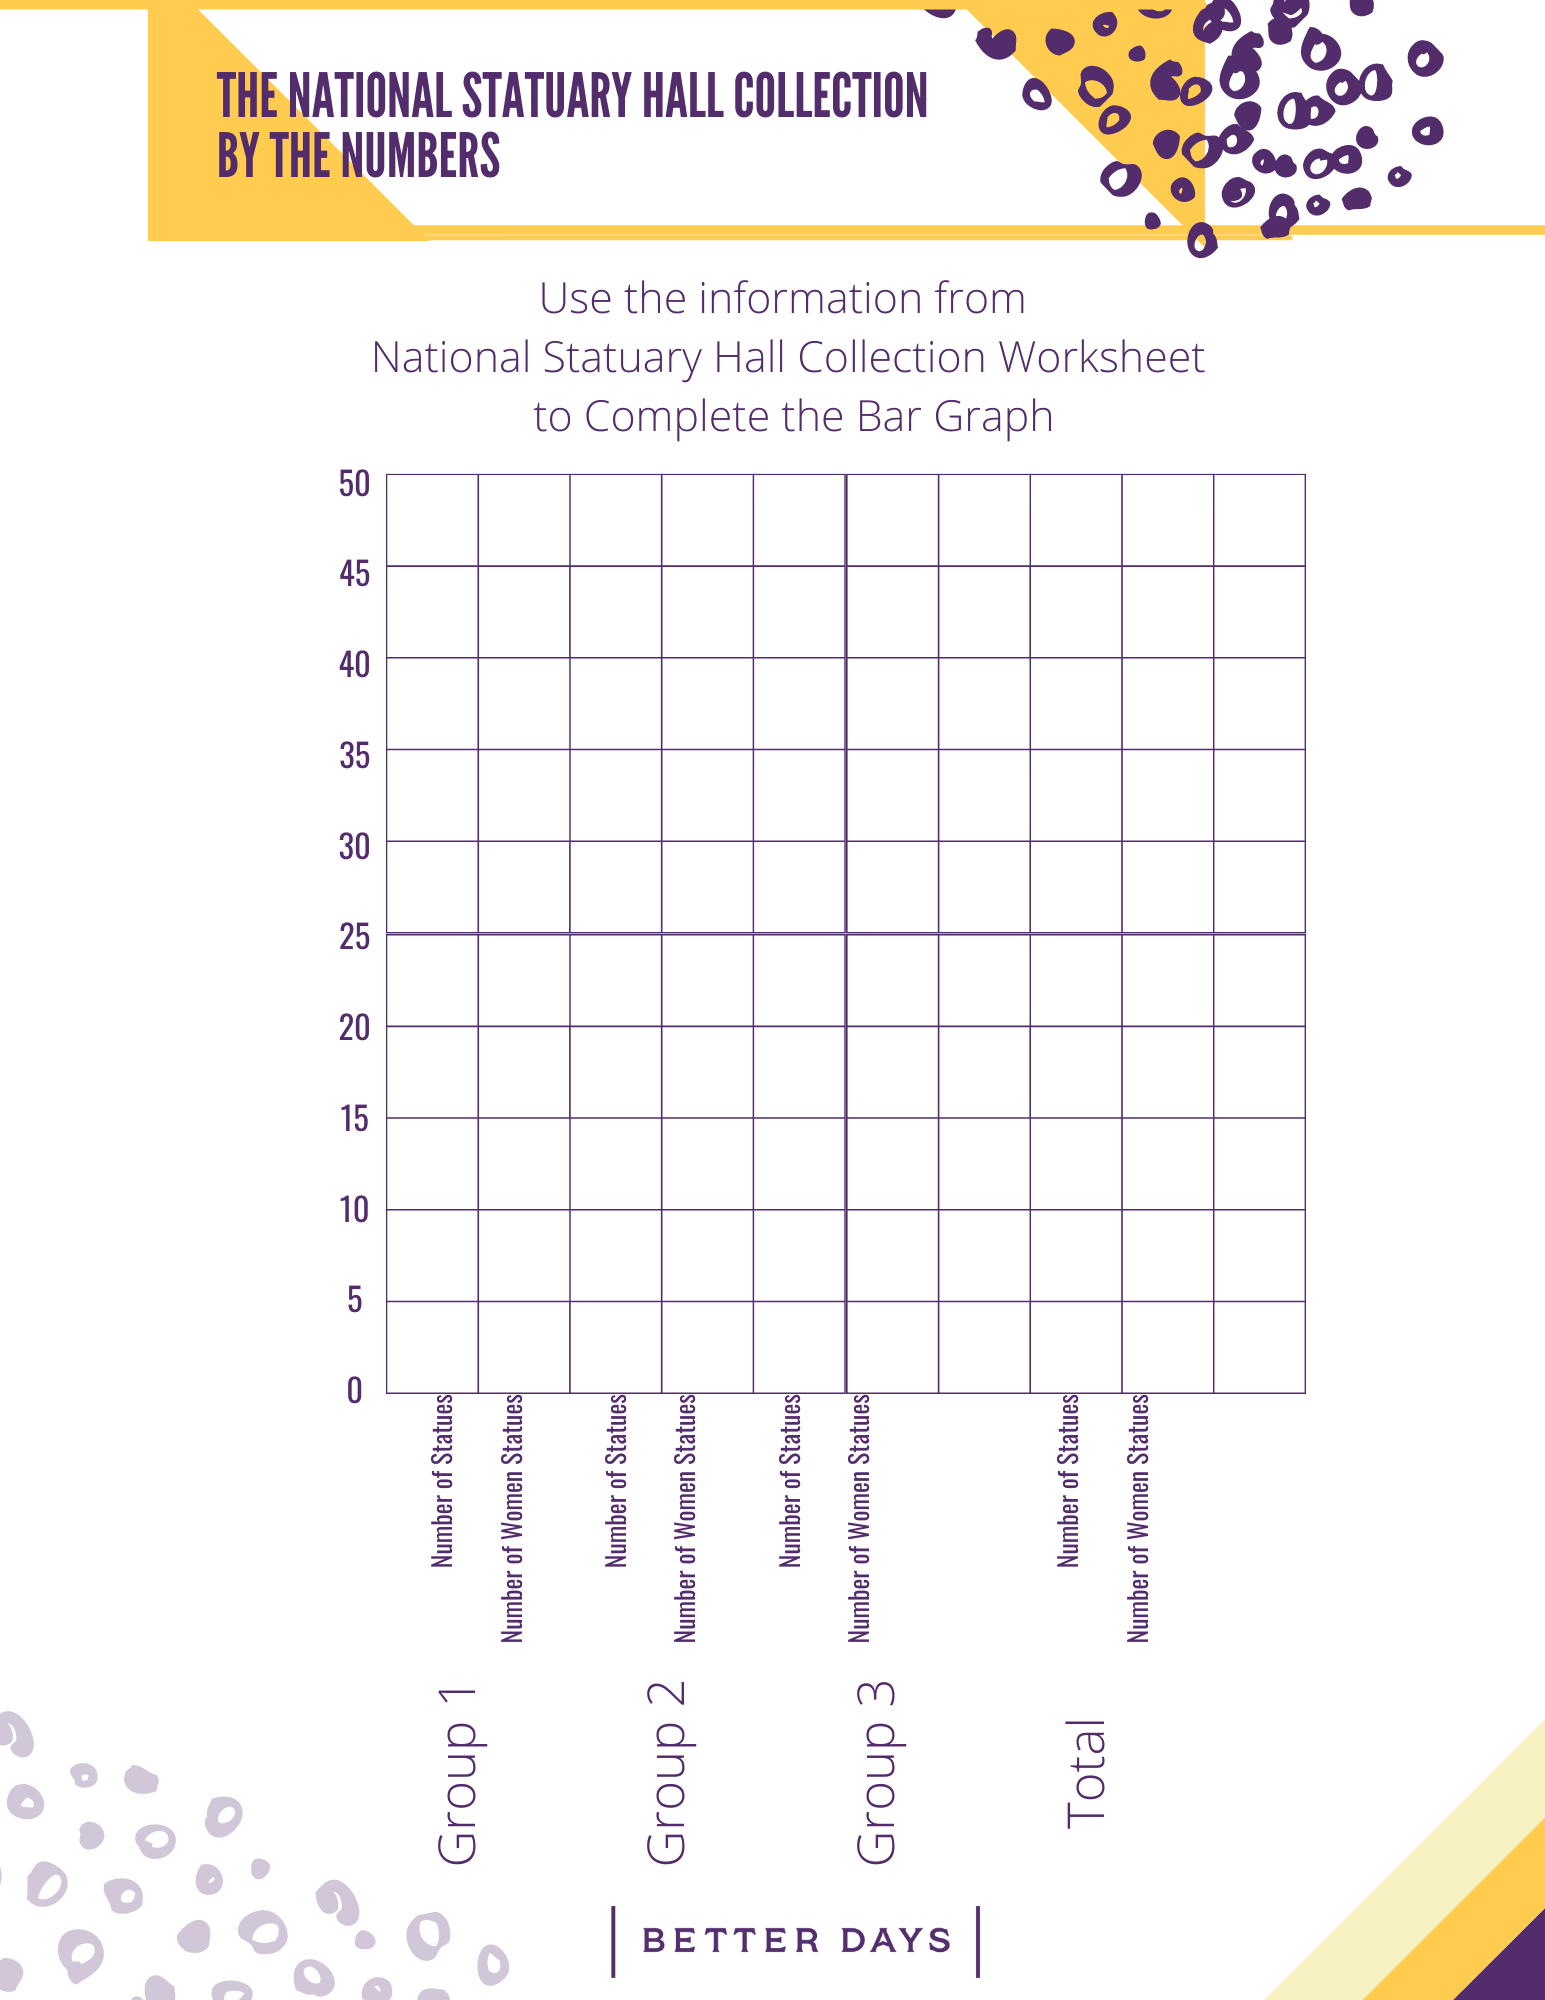 THE NATIONAL STATUARY HALL COLLECTION
BY THE NUMBERS
Use the information from
National Statuary Hall Collection Worksheet
to Complete the Bar Graph
50
45
40
35
30
25
20
15
10
5
0
Number of Statues
Number of Women Statues
Number of Statues
Number of Women Statues
Number of Statues
Number of Women Statues
Number of Statues
Number of Women Statues
Group 1
Group 2
Group 3
Total
BETTER DAYS